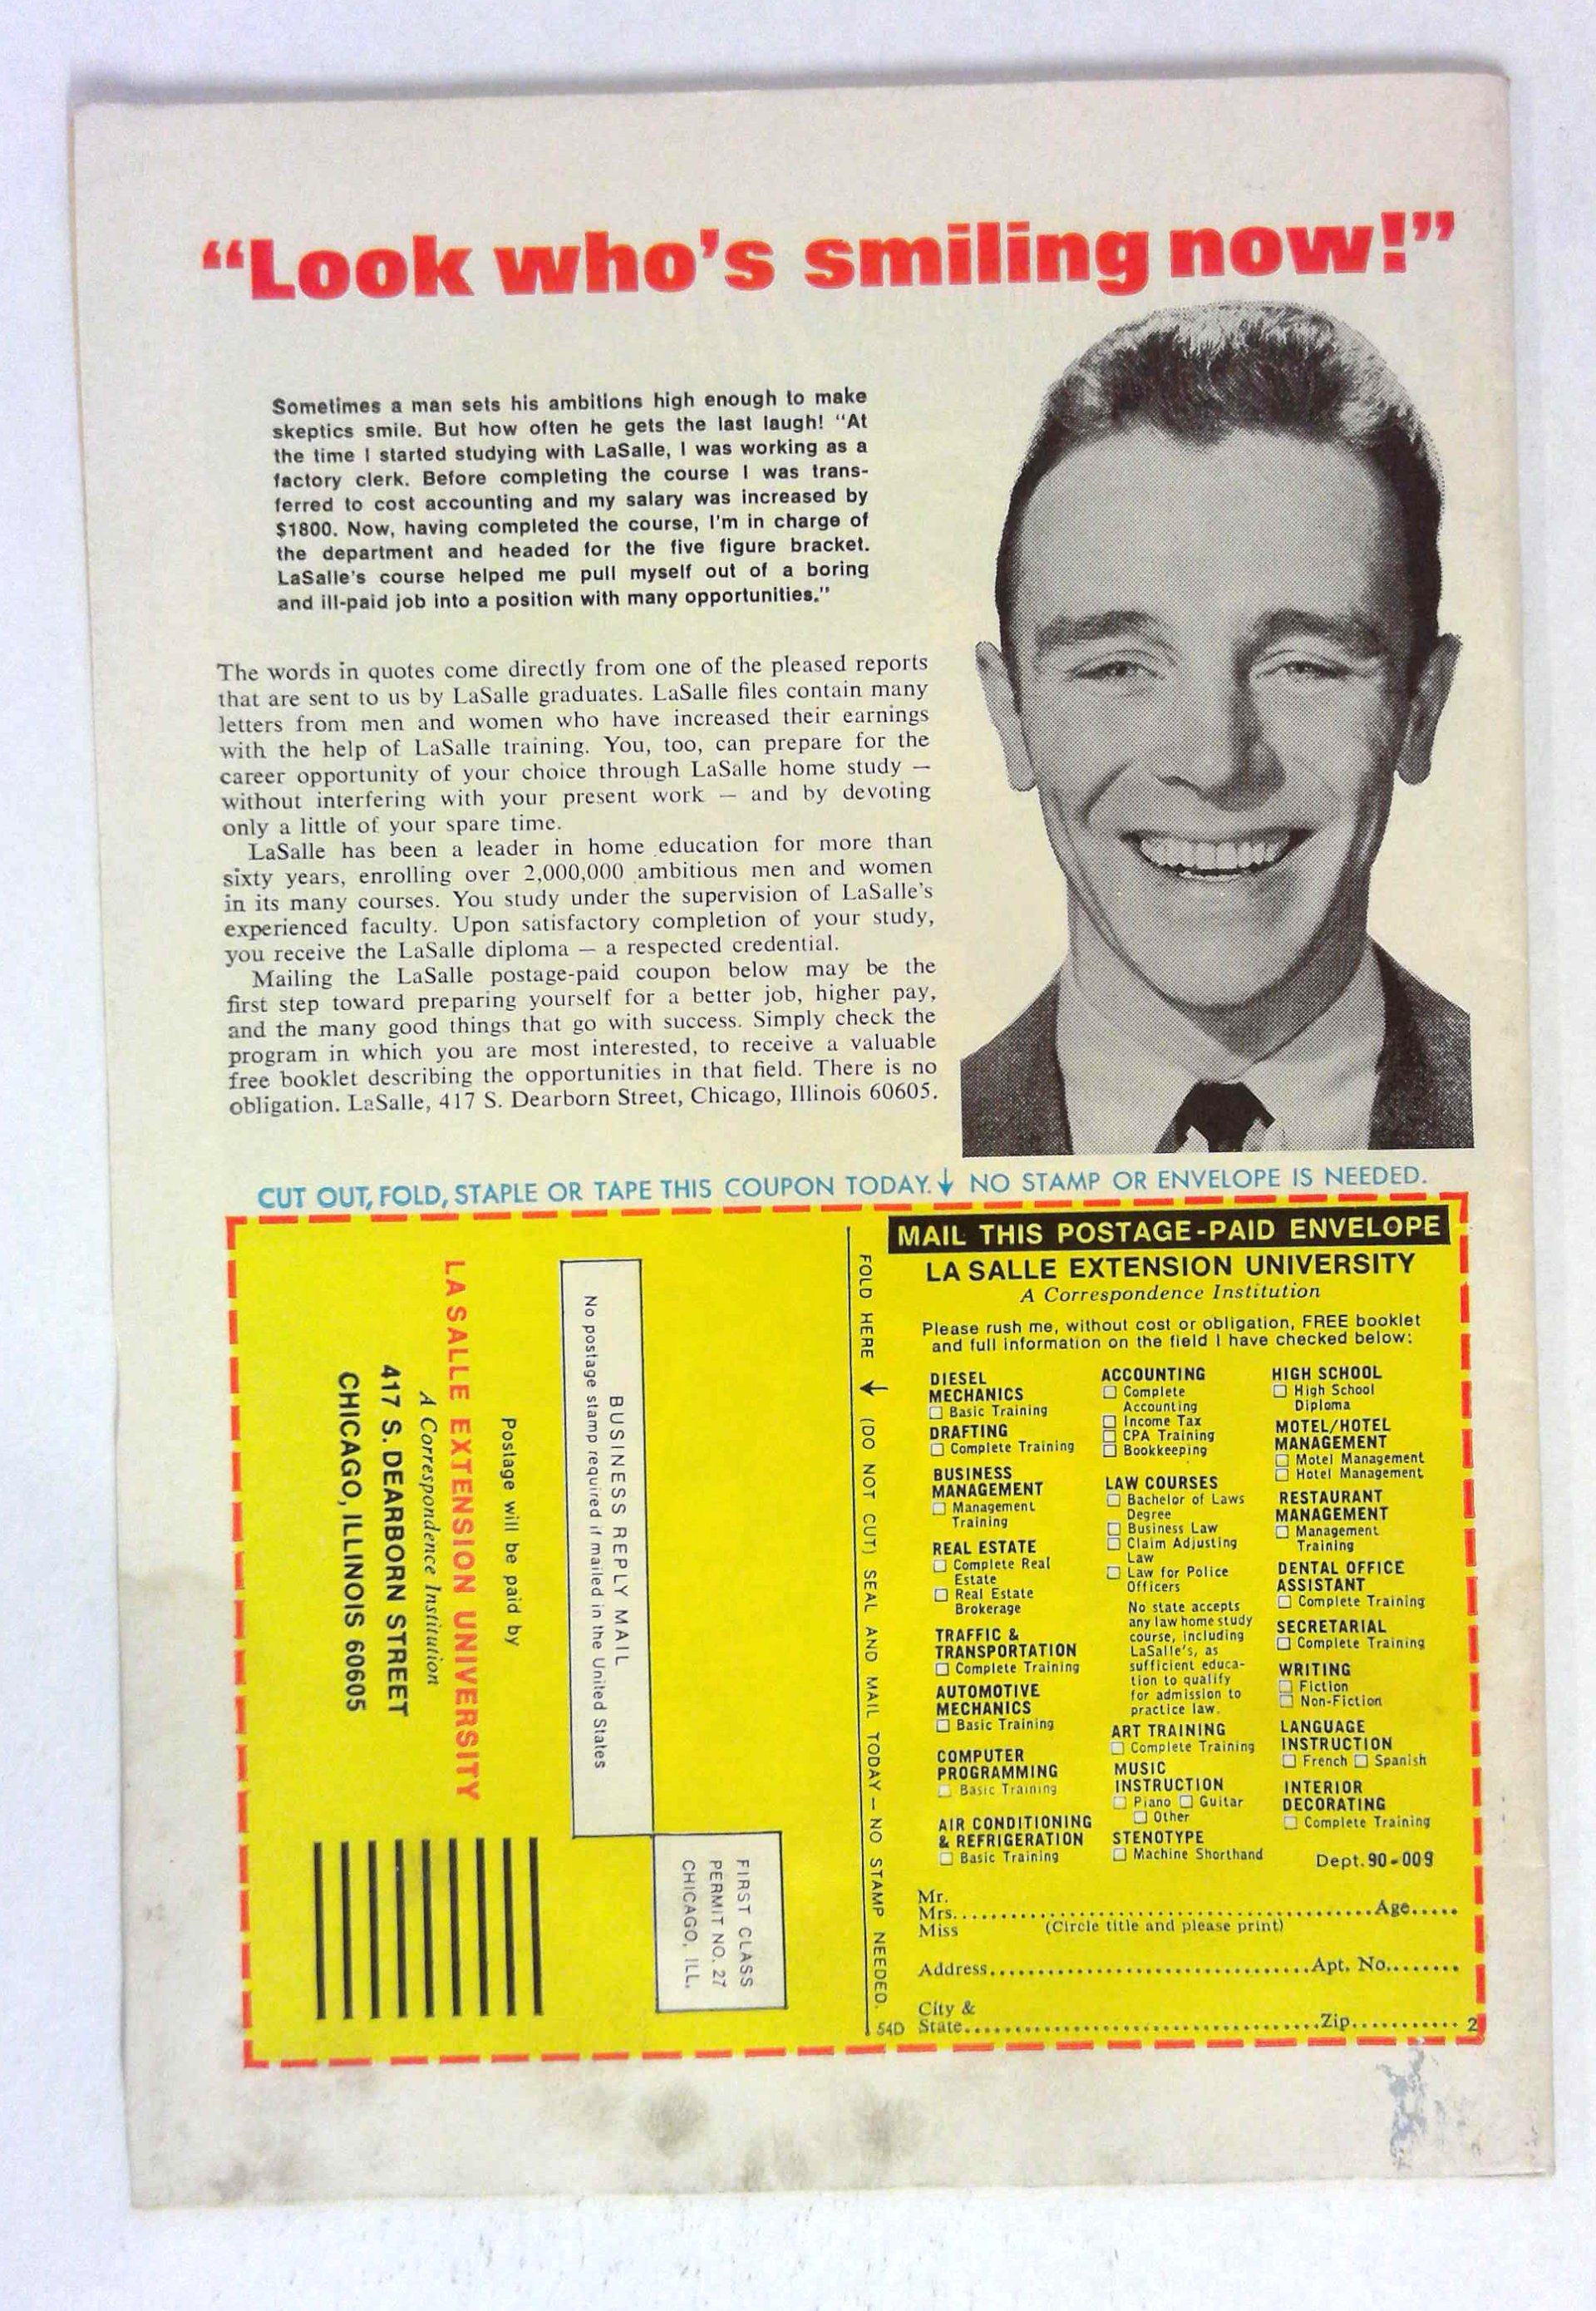 “Look who’s smiling now!”
Sometimes a man sets his ambitions high enough to make
skeptics smile. But how often he gets the last laugh! “At
the time I started studying with LaSalle, I was working as a
factory clerk. Before completing the course I was trans-
ferred to cost accounting and my salary was increased by
$1800. Now, having completed the course, I’m in charge of
the department and headed for the five figure bracket.
LaSalle’s course helped me pull myself out of a boring
and ill-paid job into a position with many opportunities.”
The words in quotes come directly from one of the pleased reports
that are sent to us by LaSalle graduates. LaSalle files contain many
letters from men and women who have increased their earnings
with the help of LaSalle training. You, too, can prepare for the
career opportunity of your choice through LaSalle home study —
without interfering with your present work — and by devoting
only a little of your spare time.
LaSalle has been a leader in home education for more than
sixty years, enrolling over 2,000,000 ambitious men and women
in its many courses. You study under the supervision of LaSalle’s
experienced faculty. Upon satisfactory completion of your study,
you receive the LaSalle diploma — a respected credential.
Mailing the LaSalle postage-paid coupon below may be the
first step toward preparing yourself for a better job, higher pay,
and the many good things that go with success. Simply check the
program in which you are most interested, to receive a valuable
free booklet describing the opportunities in that field. There is no
obligation. LaSalle, 417 S. Dearborn Street, Chicago, Illinois 60605.
CUT OUT, FOLD, STAPLE OR TAPE THIS COUPON TODAY.↓ NO STAMP OR ENVELOPE IS NEEDED.
FIRST CLASS
PERMIT NO. 27
CHICAGO, ILL.
BUSINESS REPLY MAIL
No postage stamp required if mailed in the United States
Postage will be paid by
LA SALLE EXTENSION UNIVERSITY
A Correspondence Institution
417 S. DEARBORN STREET
CHICAGO, ILLINOIS 60605
FOLD HERE ↓ (DO NOT CUT) SEAL AND MAIL TODAY — NO STAMP NEEDED.
MAIL THIS POSTAGE-PAID ENVELOPE
LA SALLE EXTENSION UNIVERSITY
A Correspondence Institution
Please rush me, without cost or obligation, FREE booklet
and full information on the field I have checked below:
DIESEL
MECHANICS
☐ Basic Training
DRAFTING
☐ Complete Training
BUSINESS
MANAGEMENT
☐ Management
Training
REAL ESTATE
☐ Complete Real
Estate
☐ Real Estate
Brokerage
TRAFFIC &
TRANSPORTATION
☐ Complete Training
AUTOMOTIVE
MECHANICS
☐ Basic Training
COMPUTER
PROGRAMMING
☐ Basic Training
AIR CONDITIONING
& REFRIGERATION
☐ Basic Training
ACCOUNTING
☐ Complete
Accounting
☐ Income Tax
☐ CPA Training
☐ Bookkeeping
LAW COURSES
☐ Bachelor of Laws
Degree
☐ Business Law
☐ Claim Adjusting
Law
☐ Law for Police
Officers
No state accepts
any law home study
course, including
LaSalle’s, as
sufficient educa-
tion to qualify
for admission to
practice law.
ART TRAINING
☐ Complete Training
MUSIC
INSTRUCTION
☐ Piano ☐ Guitar
☐ Other
STENOTYPE
☐ Machine Shorthand
HIGH SCHOOL
☐ High School
Diploma
MOTEL/HOTEL
MANAGEMENT
☐ Motel Management
☐ Hotel Management
RESTAURANT
MANAGEMENT
☐ Management
Training
DENTAL OFFICE
ASSISTANT
☐ Complete Training
SECRETARIAL
☐ Complete Training
WRITING
☐ Fiction
☐ Non-Fiction
LANGUAGE
INSTRUCTION
☐ French ☐ Spanish
INTERIOR
DECORATING
☐ Complete Training
Dept. 90-009
Mr.
Mrs. Age
Miss (Circle title and please print)
Address Apt. No.
City &
54D State Zip 2